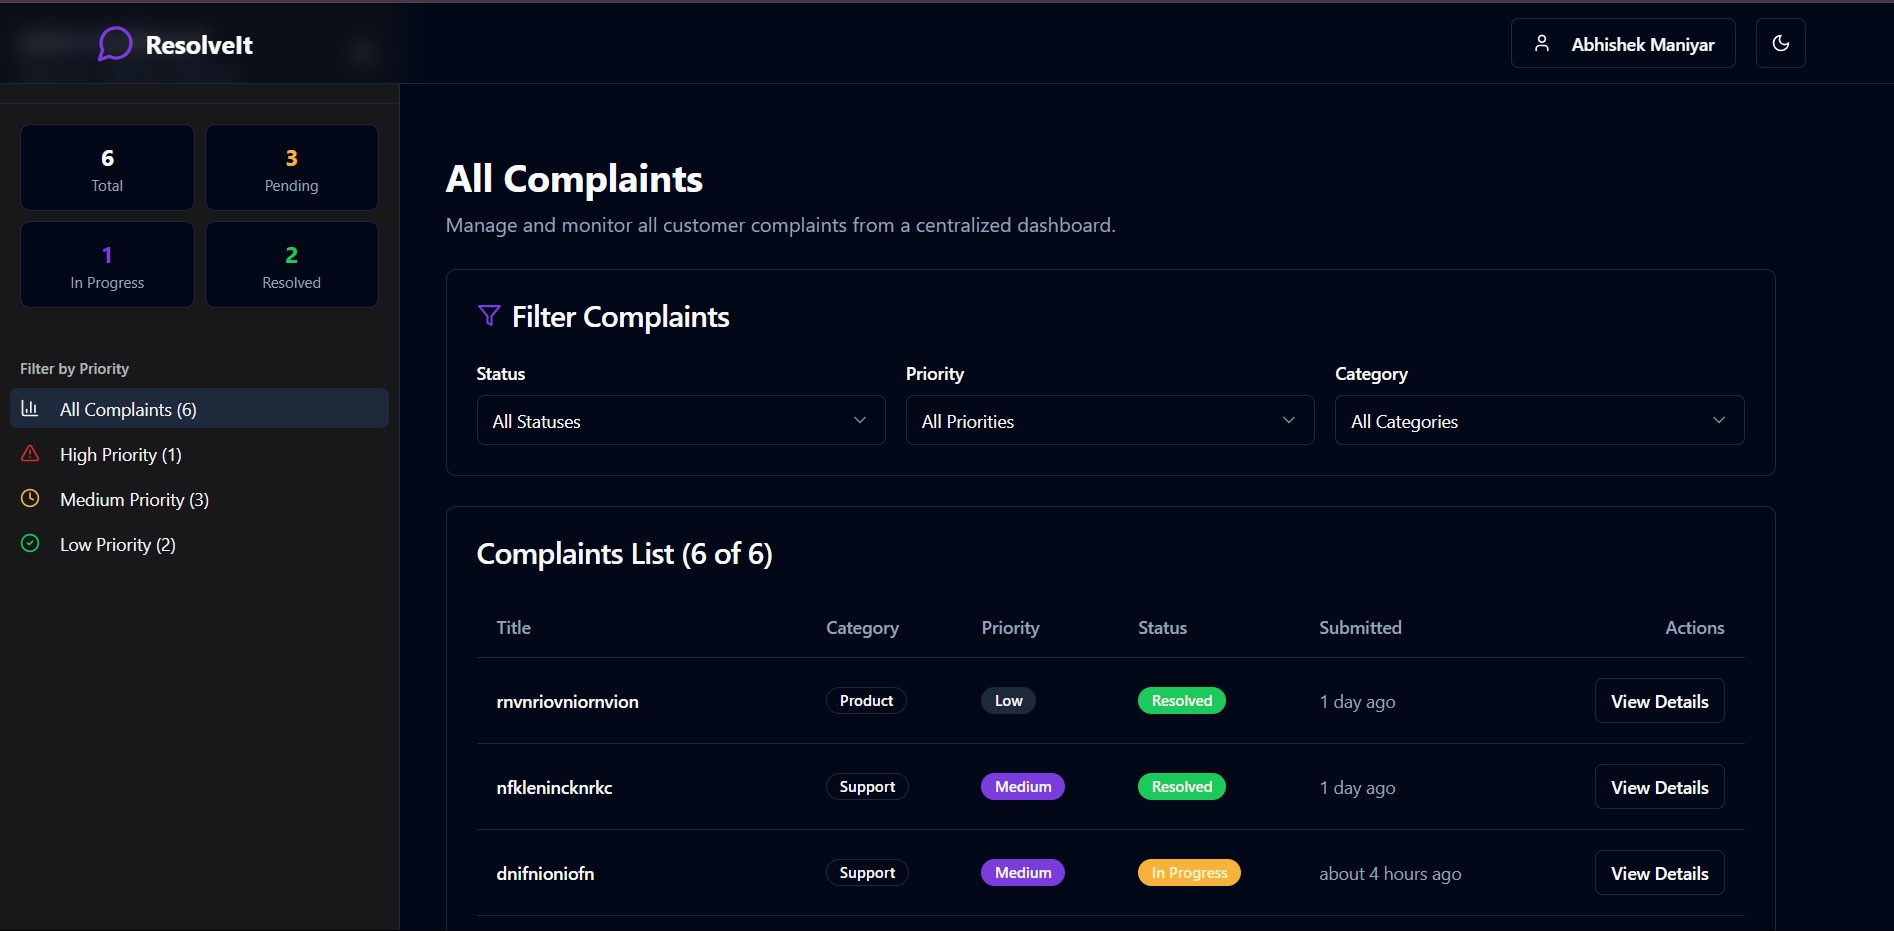 ResolveIt
Abhishek Maniyar
6
Total
3
Pending
1
In Progress
2
Resolved
Filter by Priority
All Complaints (6)
High Priority (1)
Medium Priority (3)
Low Priority (2)
All Complaints
Manage and monitor all customer complaints from a centralized dashboard.
Filter Complaints
Status
Priority
Category
All Statuses
All Priorities
All Categories
Complaints List (6 of 6)
Title Category Priority Status Submitted Actions
rnvnriovniornvion Product Low Resolved 1 day ago View Details
nfklenincknrkc Support Medium Resolved 1 day ago View Details
dnifnioniofn Support Medium In Progress about 4 hours ago View Details